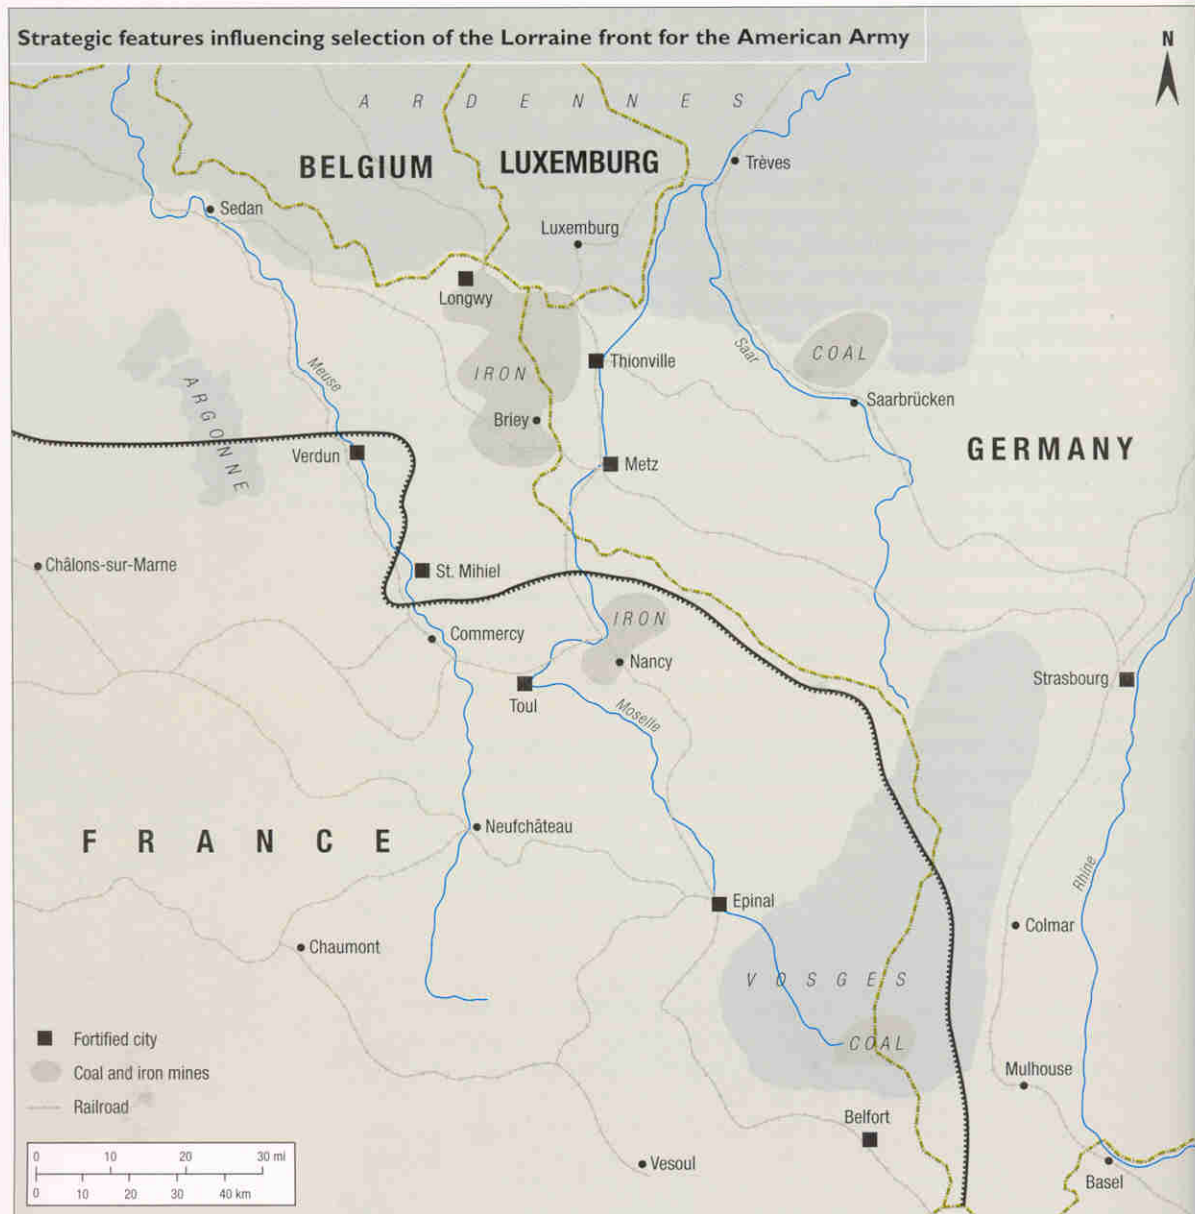 Strategic features influencing selection of the Lorraine front for the American Army
N
A R D E N N E S
BELGIUM
LUXEMBURG
Trèves
Sedan
Luxemburg
Longwy
Meuse
IRON
Thionville
Saar
COAL
ARGONNE
Briey
Saarbrücken
Verdun
Metz
GERMANY
Châlons-sur-Marne
St. Mihiel
IRON
Commercy
Nancy
Toul
Moselle
Strasbourg
FRANCE
Neufchâteau
Rhine
Epinal
Colmar
Chaumont
VOSGES
COAL
Mulhouse
Belfort
Vesoul
Basel
Fortified city
Coal and iron mines
Railroad
0 10 20 30 mi
0 10 20 30 40 km